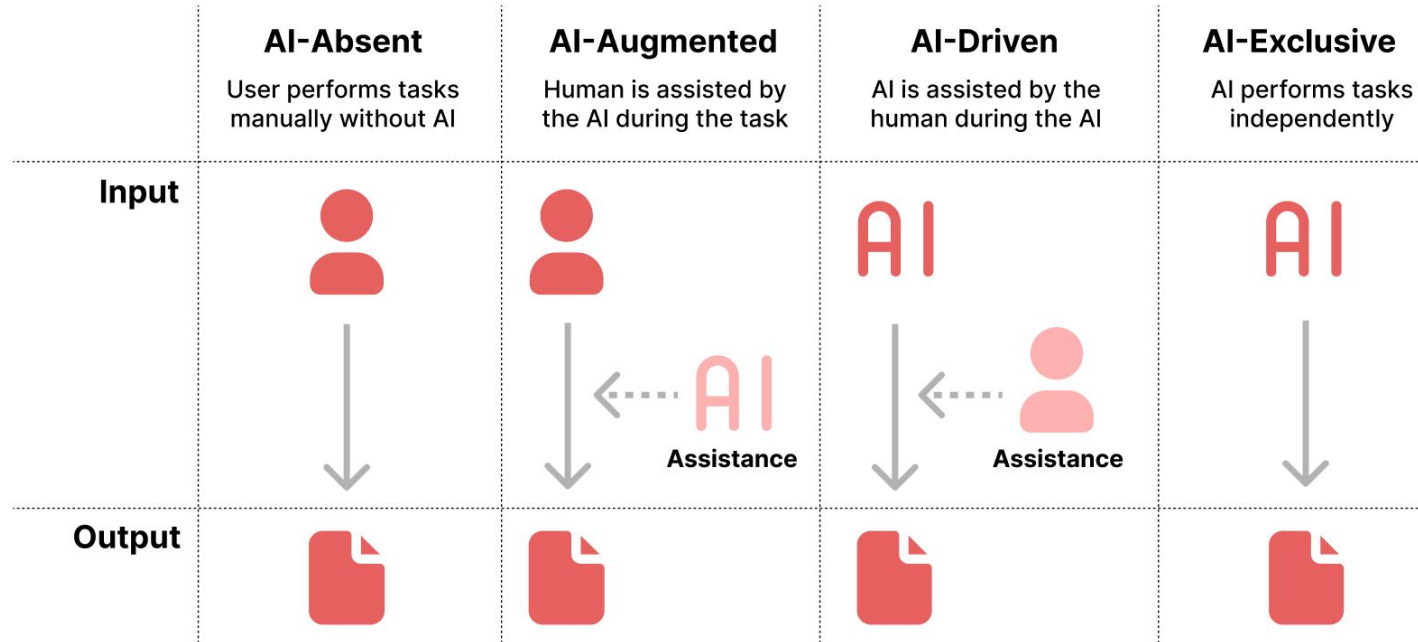 AI-Absent
User performs tasks
manually without AI
AI-Augmented
Human is assisted by
the AI during the task
AI-Driven
AI is assisted by the
human during the AI
AI-Exclusive
AI performs tasks
independently
Input
AI
AI
AI
Assistance
Assistance
Output